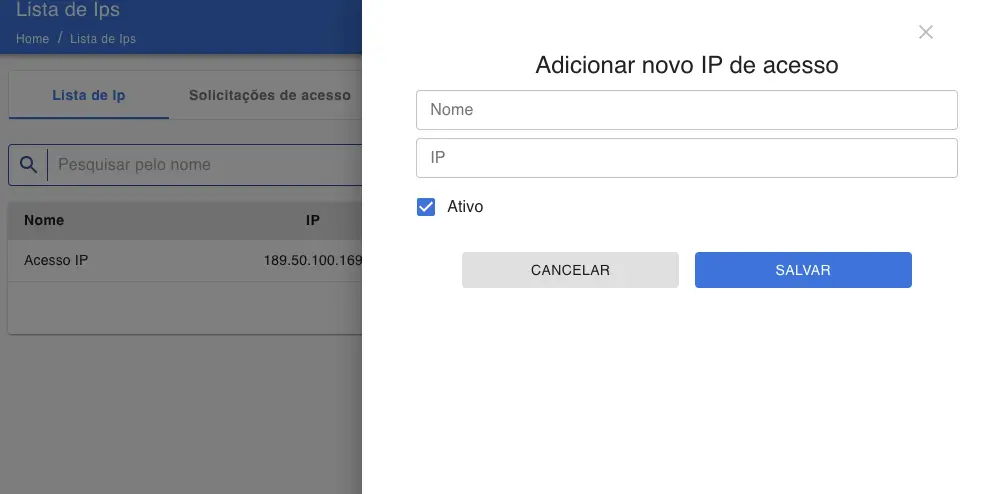 Lista de Ips
Home / Lista de Ips
Lista de Ip
Solicitações de acesso
Pesquisar pelo nome
Nome IP
Acesso IP 189.50.100.169
Adicionar novo IP de acesso
Nome
IP
Ativo
CANCELAR
SALVAR